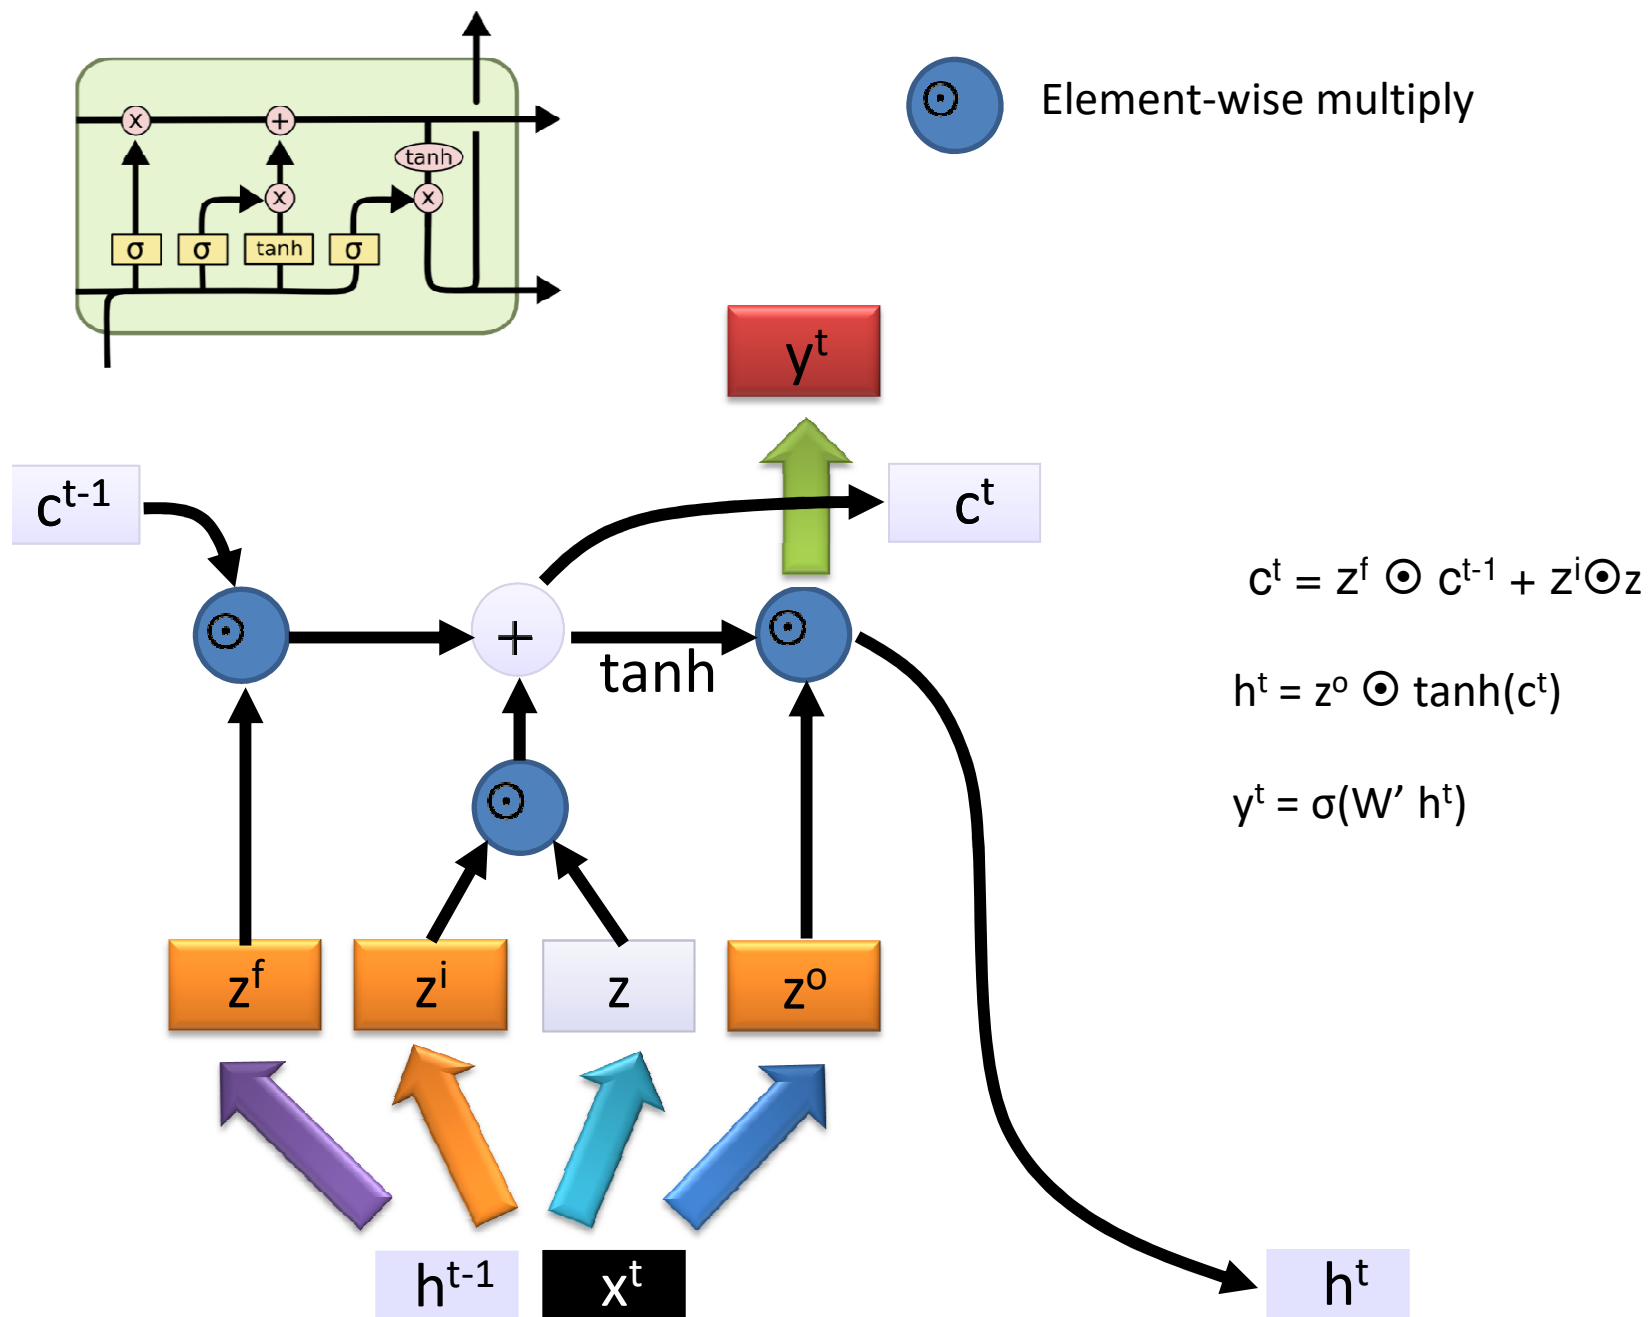 x
+
tanh
x
x
σ
σ
tanh
σ
⊙ Element-wise multiply
yᵗ
cᵗ⁻¹
cᵗ
cᵗ = zᶠ ⊙ cᵗ⁻¹ + zⁱ⊙z
⊙
+
tanh
⊙
hᵗ = zᵒ ⊙ tanh(cᵗ)
yᵗ = σ(W’ hᵗ)
⊙
zᶠ
zⁱ
z
zᵒ
hᵗ⁻¹
xᵗ
hᵗ